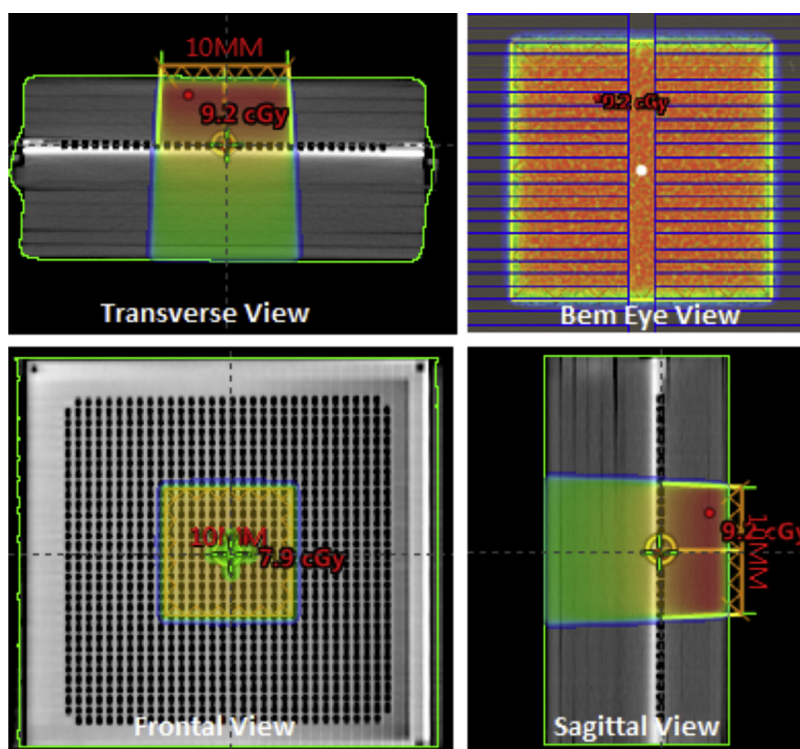 10MM
9.2 cGy
Transverse View
9.2 cGy
Bem Eye View
10MM
7.9 cGy
Frontal View
9.2 cGy
10MM
Sagittal View